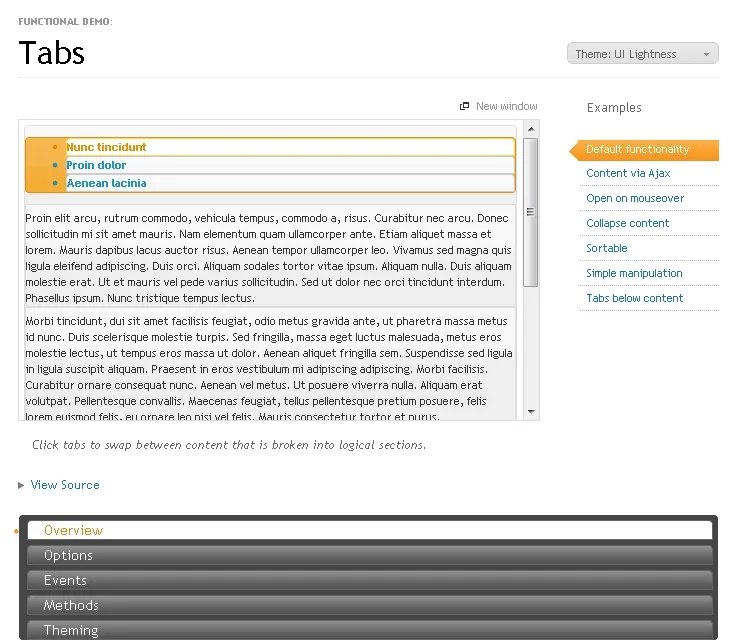 FUNCTIONAL DEMO:
Tabs
Theme: UI Lightness
New window
Nunc tincidunt
Proin dolor
Aenean lacinia
Proin elit arcu, rutrum commodo, vehicula tempus, commodo a, risus. Curabitur nec arcu. Donec
sollicitudin mi sit amet mauris. Nam elementum quam ullamcorper ante. Etiam aliquet massa et
lorem. Mauris dapibus lacus auctor risus. Aenean tempor ullamcorper leo. Vivamus sed magna quis
ligula eleifend adipiscing. Duis orci. Aliquam sodales tortor vitae ipsum. Aliquam nulla. Duis aliquam
molestie erat. Ut et mauris vel pede varius sollicitudin. Sed ut dolor nec orci tincidunt interdum.
Phasellus ipsum. Nunc tristique tempus lectus.
Morbi tincidunt, dui sit amet facilisis feugiat, odio metus gravida ante, ut pharetra massa metus
id nunc. Duis scelerisque molestie turpis. Sed fringilla, massa eget luctus malesuada, metus eros
molestie lectus, ut tempus eros massa ut dolor. Aenean aliquet fringilla sem. Suspendisse sed ligula
in ligula suscipit aliquam. Praesent in eros vestibulum mi adipiscing adipiscing. Morbi facilisis.
Curabitur ornare consequat nunc. Aenean vel metus. Ut posuere viverra nulla. Aliquam erat
volutpat. Pellentesque convallis. Maecenas feugiat, tellus pellentesque pretium posuere, felis
lorem euismod felis, eu ornare leo nisi vel felis. Mauris consectetur tortor et purus.
Examples
Default functionality
Content via Ajax
Open on mouseover
Collapse content
Sortable
Simple manipulation
Tabs below content
Click tabs to swap between content that is broken into logical sections.
View Source
Overview
Options
Events
Methods
Theming